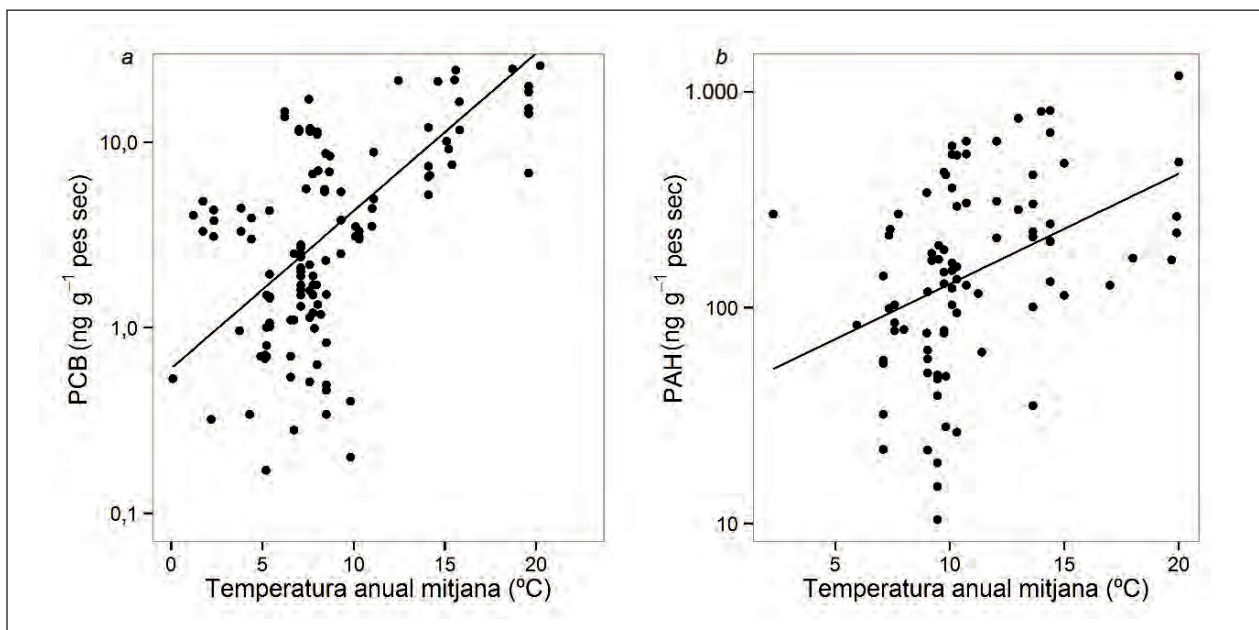 a
10,0
1,0
0,1
PCB (ng g⁻¹ pes sec)
0 5 10 15 20
Temperatura anual mitjana (ºC)
b
1.000
100
10
PAH (ng g⁻¹ pes sec)
5 10 15 20
Temperatura anual mitjana (ºC)